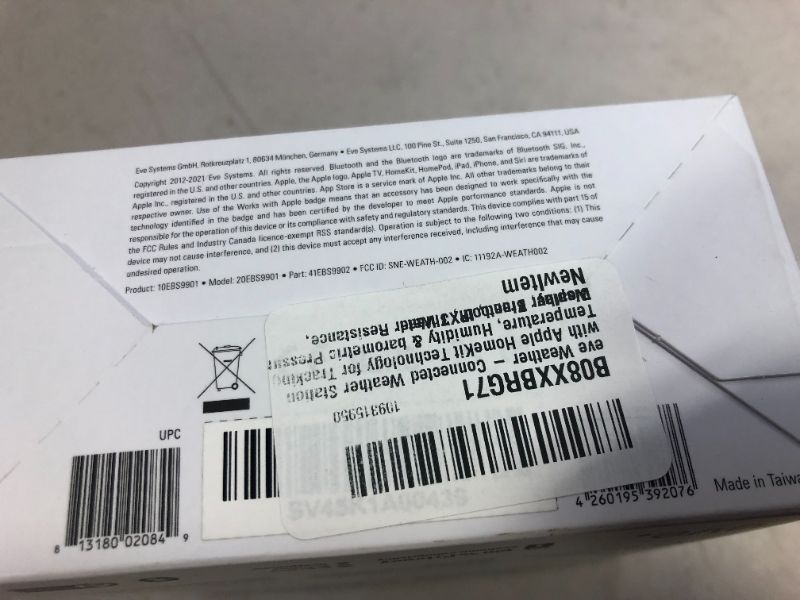 Eve Systems GmbH, Rotkreuzplatz 1, 80634 München, Germany • Eve Systems LLC, 100 Pine St., Suite 1250, San Francisco, CA 94111, USA
Copyright 2012-2021 Eve Systems. All rights reserved. Bluetooth and the Bluetooth logo are trademarks of Bluetooth SIG, Inc.,
registered in the U.S. and other countries. Apple, the Apple logo, Apple TV, HomeKit, HomePod, iPad, iPhone, and Siri are trademarks of
Apple Inc., registered in the U.S. and other countries. App Store is a service mark of Apple Inc. All other trademarks belong to their
respective owner. Use of the Works with Apple badge means that an accessory has been designed to work specifically with the
technology identified in the badge and has been certified by the developer to meet Apple performance standards. Apple is not
responsible for the operation of this device or its compliance with safety and regulatory standards. This device complies with part 15 of
the FCC Rules and Industry Canada licence-exempt RSS standard(s). Operation is subject to the following two conditions: (1) This
device may not cause interference, and (2) this device must accept any interference received, including interference that may cause
undesired operation.
Product: 10EBS9901 • Model: 20EBS9901 • Part: 41EBS9902 • FCC ID: SNE-WEATH-002 • IC: 11192A-WEATH002
109315950
B08XXBRG71
eve Weather – Connected Weather Station
with Apple HomeKit Technology for Tracking
Temperature, Humidity & barometric Pressur
Resistance,
NewItem
UPC
8 13180 02084 9
SV49K1A00436
4 260195 392076
Made in Taiwa